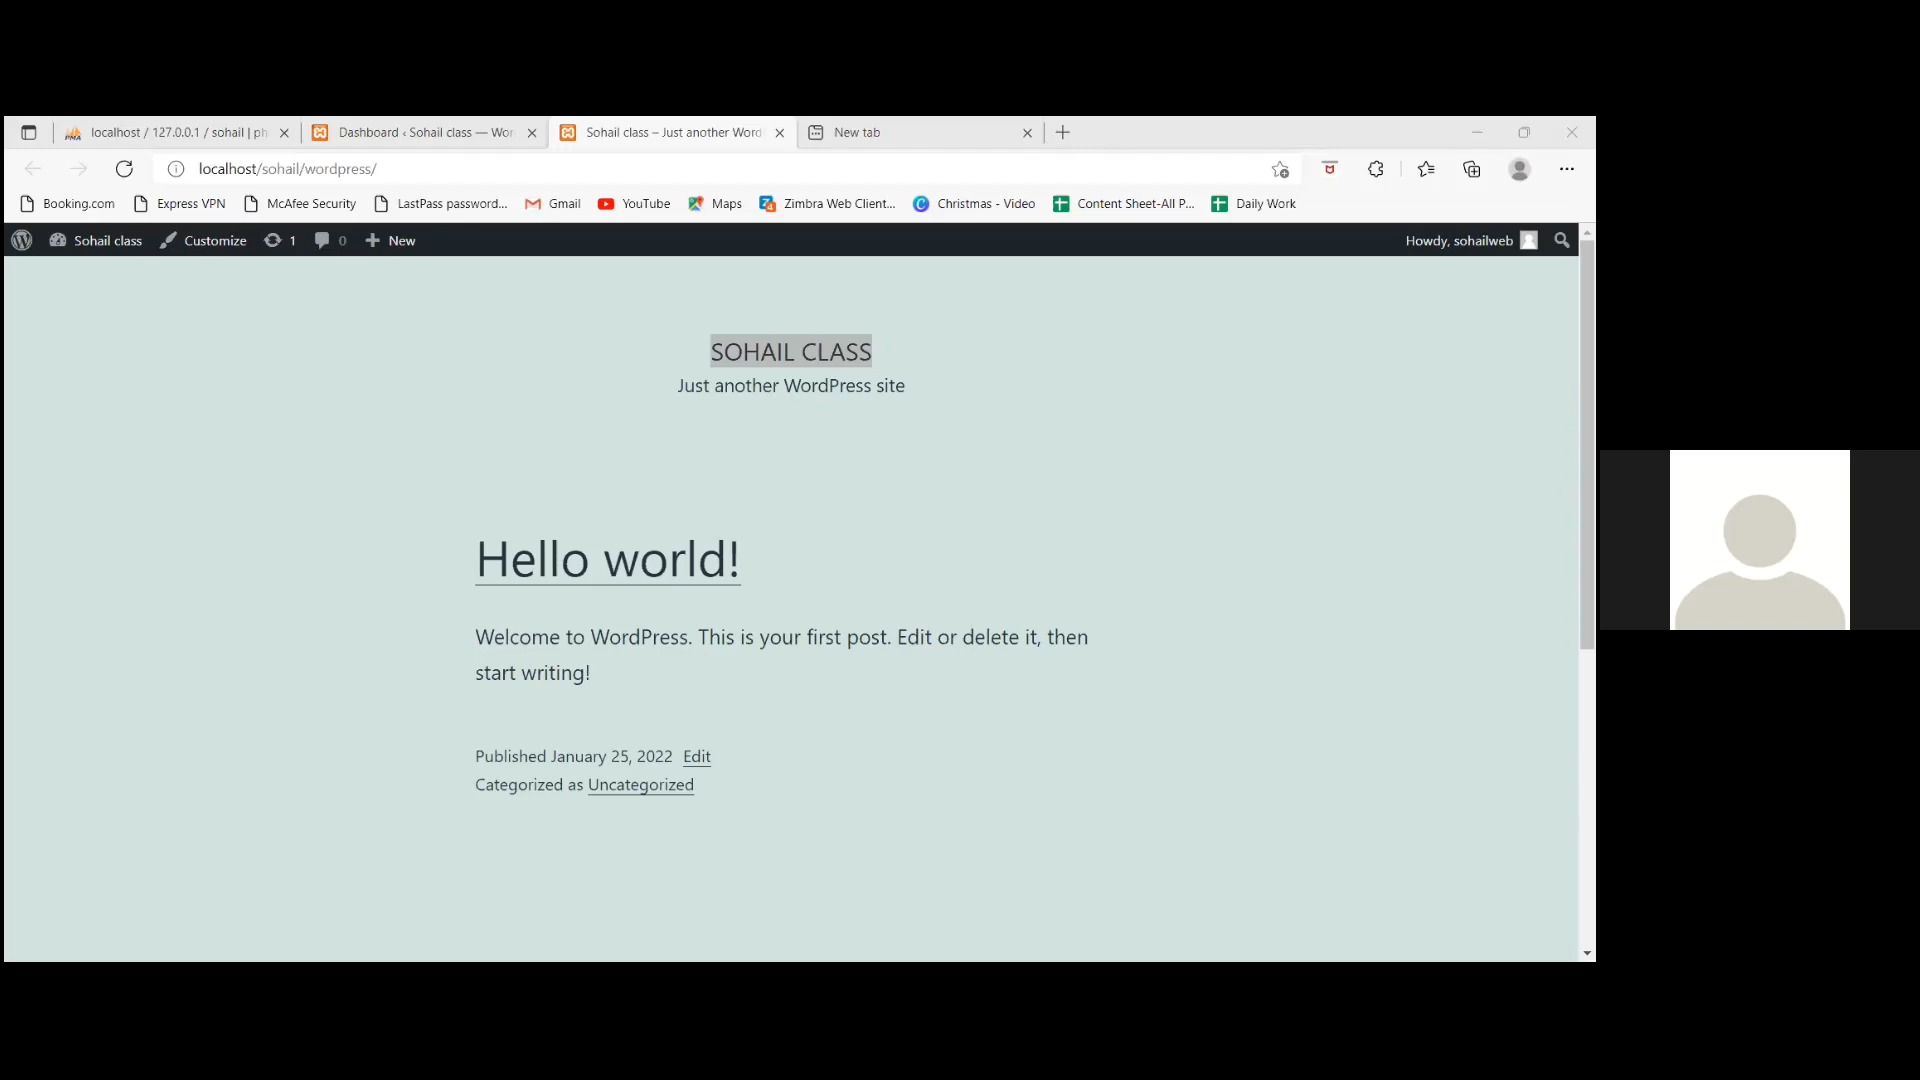 localhost / 127.0.0.1 / sohail | ph
Dashboard ‹ Sohail class — Wor
Sohail class – Just another Word
New tab
localhost/sohail/wordpress/
Booking.com
Express VPN
McAfee Security
LastPass password...
Gmail
YouTube
Maps
Zimbra Web Client...
Christmas - Video
Content Sheet-All P...
Daily Work
Sohail class
Customize
1
0
New
Howdy, sohailweb
SOHAIL CLASS
Just another WordPress site
Hello world!
Welcome to WordPress. This is your first post. Edit or delete it, then
start writing!
Published January 25, 2022 Edit
Categorized as Uncategorized